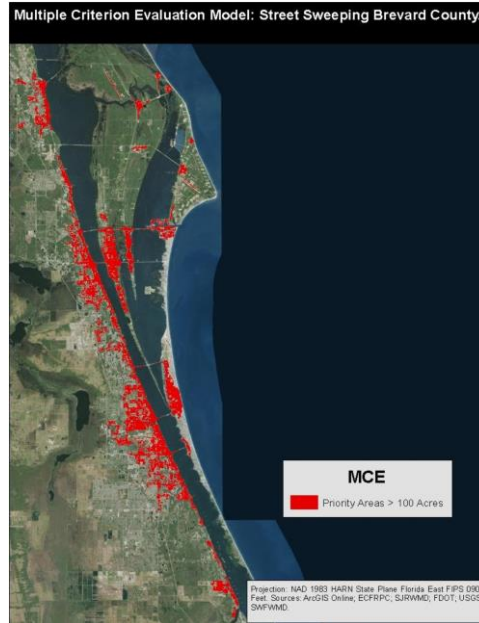 Multiple Criterion Evaluation Model: Street Sweeping Brevard County
MCE
Priority Areas > 100 Acres
Projection: NAD 1983 HARN State Plane Florida East FIPS 090
Feet. Sources: ArcGIS Online; ECFRPC; SJRWMD; FDOT, USGS
SWFWMD.